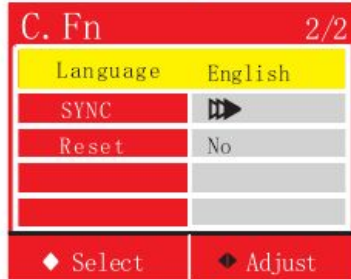 C. Fn 2/2
Language English
SYNC
Reset No
Select Adjust